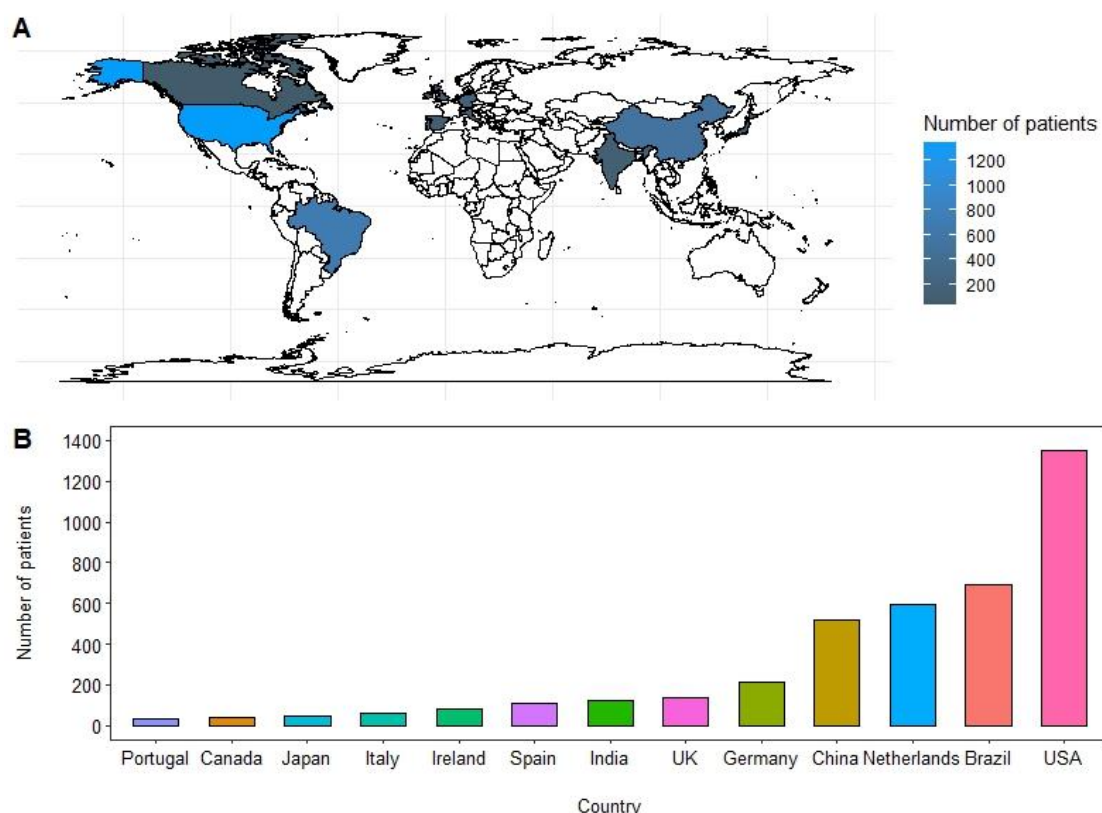 A
Number of patients
1200
1000
800
600
400
200
B
Number of patients
1400
1200
1000
800
600
400
200
0
Portugal Canada Japan Italy Ireland Spain India UK Germany China Netherlands Brazil USA
Country